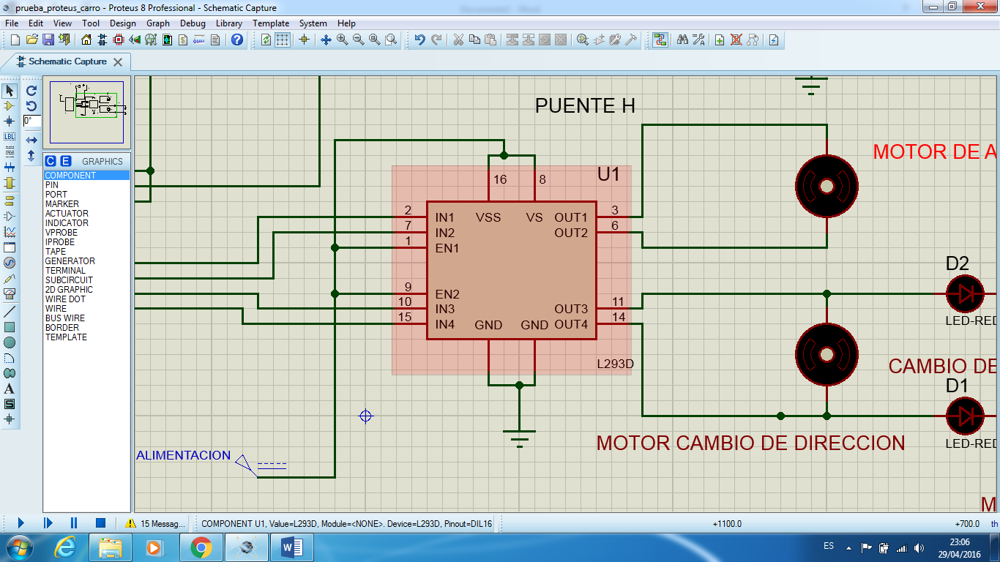 prueba_proteus_carro - Proteus 8 Professional - Schematic Capture
File Edit View Tool Design Graph Debug Library Template System Help
Schematic Capture
0°
LBL
C E GRAPHICS
COMPONENT
PIN
PORT
MARKER
ACTUATOR
INDICATOR
VPROBE
IPROBE
TAPE
GENERATOR
TERMINAL
SUBCIRCUIT
2D GRAPHIC
WIRE DOT
WIRE
BUS WIRE
BORDER
TEMPLATE
A
S
PUENTE H
MOTOR DE A
U1
16 8
2 IN1 VSS VS OUT1 3
7 IN2 OUT2 6
1 EN1
D2
9 EN2
10 IN3 OUT3 11
15 IN4 GND GND OUT4 14
LED-RED
L293D
CAMBIO DE
D1
MOTOR CAMBIO DE DIRECCION
LED-RED
ALIMENTACION
M
15 Messag...
COMPONENT U1, Value=L293D, Module=<NONE>. Device=L293D, Pinout=DIL16
+1100.0
+700.0
th
ES
23:06
29/04/2016